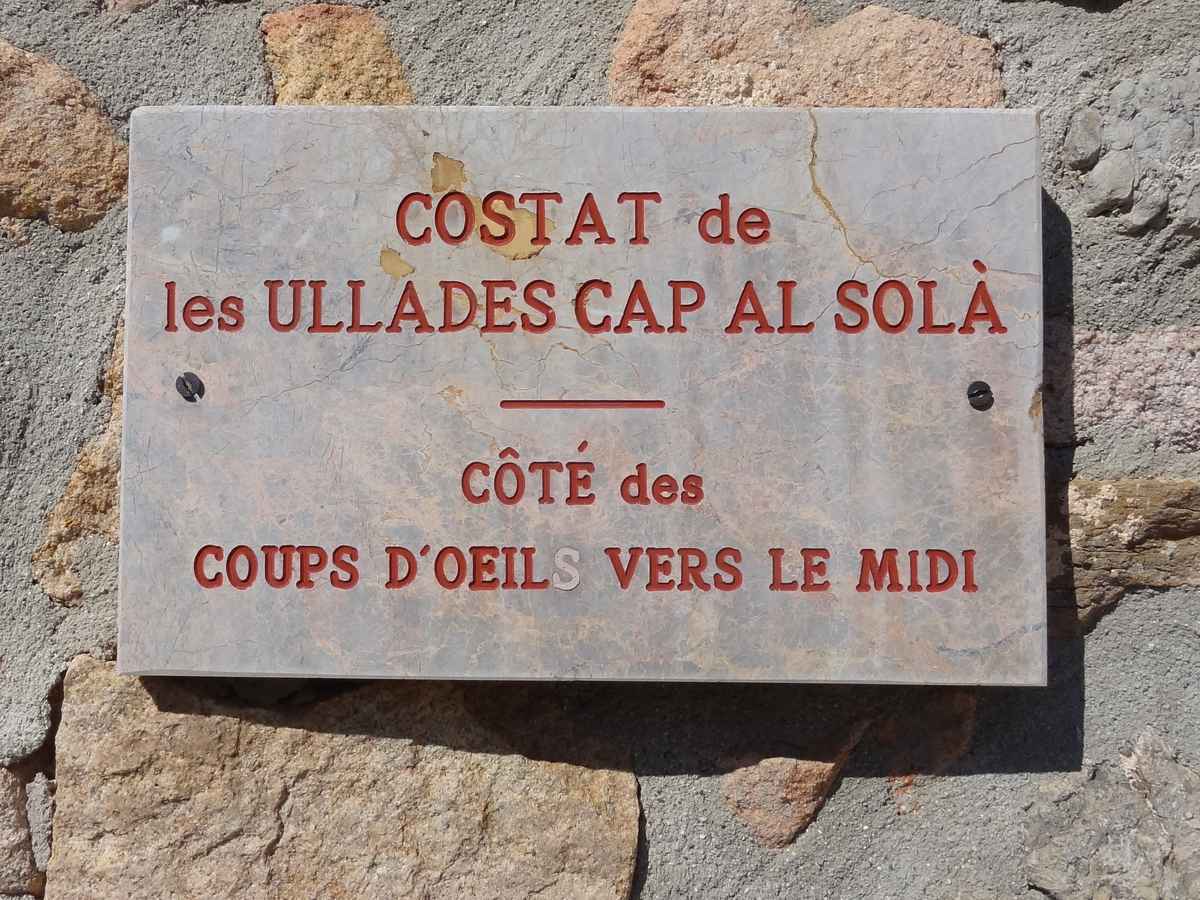 COSTAT de
les ULLADES CAP AL SOLÀ
CÔTÉ des
COUPS D'OEILS VERS LE MIDI